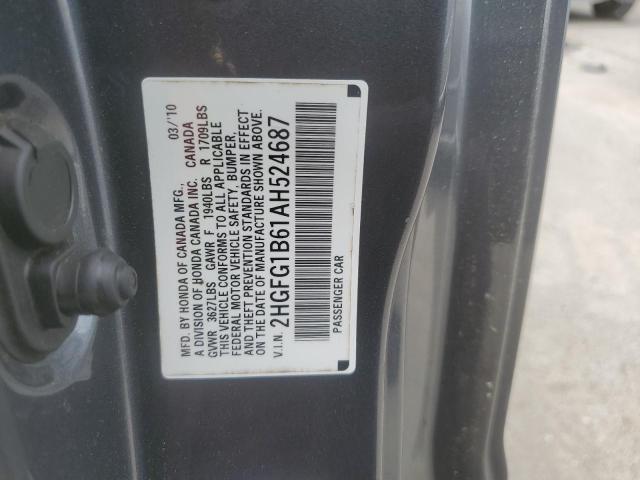 MFD. BY HONDA OF CANADA MFG., 03/'10
A DIVISION OF HONDA CANADA INC., CANADA
GVWR 3627LBS GAWR F 1940LBS R 1709LBS
THIS VEHICLE CONFORMS TO ALL APPLICABLE
FEDERAL MOTOR VEHICLE SAFETY, BUMPER,
AND THEFT PREVENTION STANDARDS IN EFFECT
ON THE DATE OF MANUFACTURE SHOWN ABOVE.
V.I.N. 2HGFG1B61AH524687
PASSENGER CAR